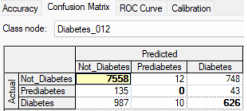 Accuracy Confusion Matrix ROC Curve Calibration
Class node: Diabetes_012
Predicted
Not_Diabetes Prediabetes Diabetes
Actual
Not_Diabetes 7558 12 748
Prediabetes 135 0 43
Diabetes 987 10 626